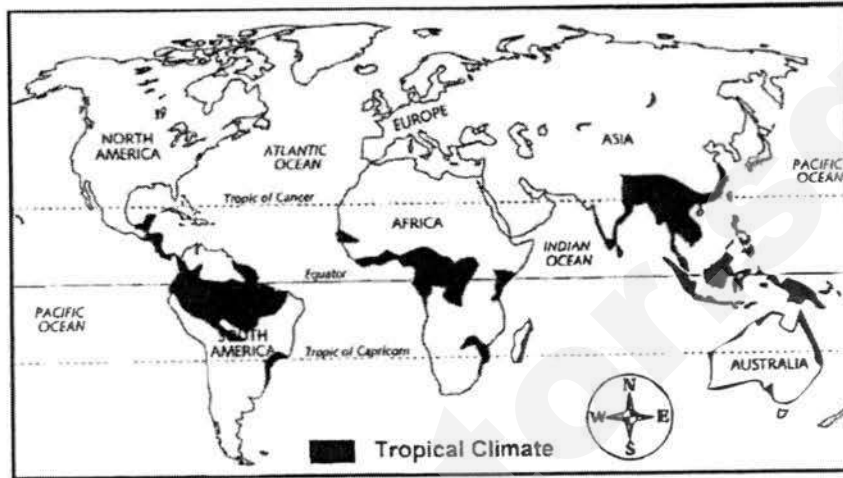 NORTH
AMERICA
ATLANTIC
OCEAN
EUROPE
ASIA
PACIFIC
OCEAN
Tropic of Cancer
AFRICA
INDIAN
OCEAN
Equator
PACIFIC
OCEAN
SOUTH
AMERICA
Tropic of Capricorn
AUSTRALIA
N
W
E
S
Tropical Climate